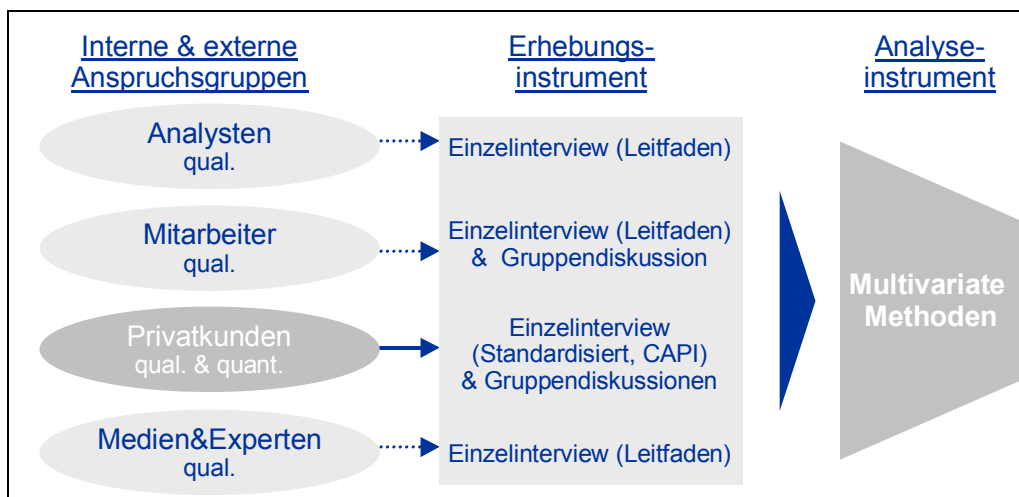 Interne & externe
Anspruchsgruppen
Erhebungs-
instrument
Analyse-
instrument
Analysten
qual.
Einzelinterview (Leitfaden)
Mitarbeiter
qual.
Einzelinterview (Leitfaden)
& Gruppendiskussion
Privatkunden
qual. & quant.
Einzelinterview
(Standardisiert, CAPI)
& Gruppendiskussionen
Medien&Experten
qual.
Einzelinterview (Leitfaden)
Multivariate
Methoden